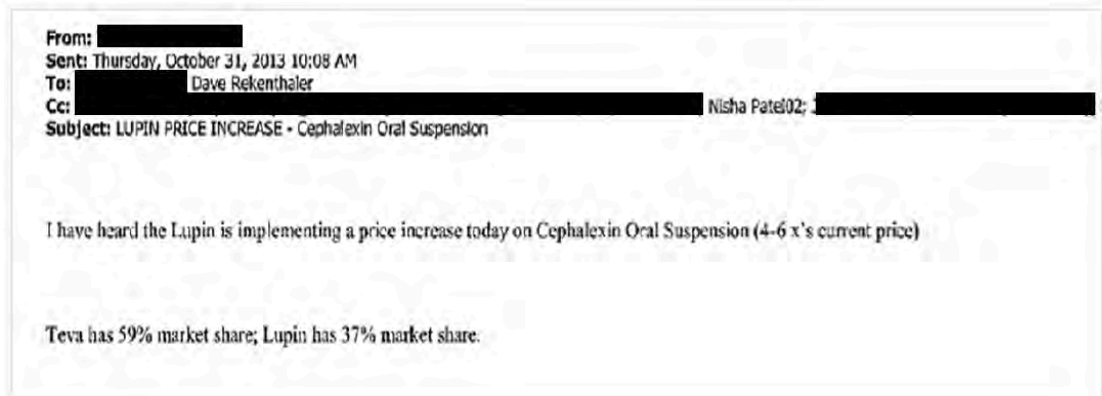 From:
Sent: Thursday, October 31, 2013 10:08 AM
To: Dave Rekenthaler
Cc: Nisha Patel02;
Subject: LUPIN PRICE INCREASE - Cephalexin Oral Suspension
I have heard the Lupin is implementing a price increase today on Cephalexin Oral Suspension (4-6 x's current price)
Teva has 59% market share; Lupin has 37% market share.